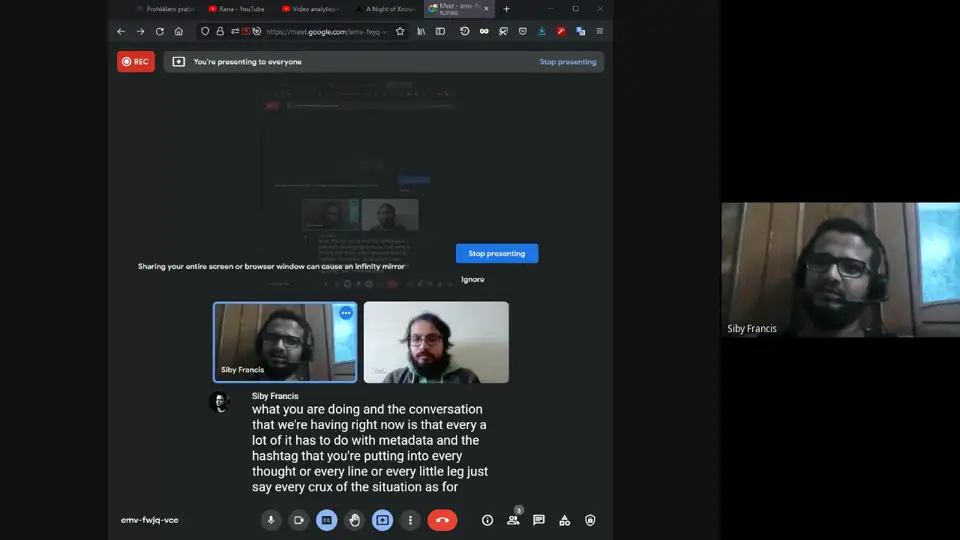 Prohlášem pražsk
Rana - YouTube
Video analytics -
A Night of Know
Meet - emv-f
PLAYING
https://meet.google.com/emv-fwjq-v
REC
You're presenting to everyone
Stop presenting
Sharing your entire screen or browser window can cause an infinity mirror
Stop presenting
Ignore
Siby Francis
You
Siby Francis
Siby Francis
what you are doing and the conversation
that we're having right now is that every a
lot of it has to do with metadata and the
hashtag that you're putting into every
thought or every line or every little leg just
say every crux of the situation as for
emv-fwjq-vce
3